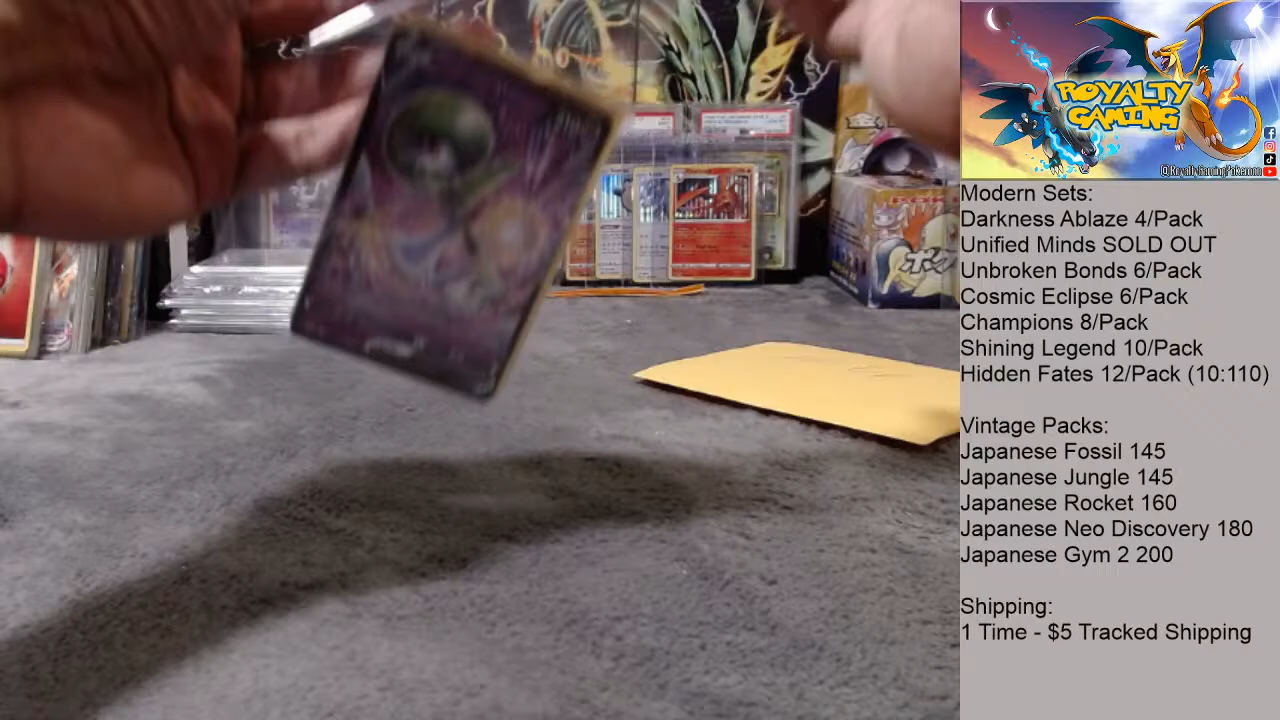 ROYALTY
GAMING
@RoyaltyGamingPokemon
Modern Sets:
Darkness Ablaze 4/Pack
Unified Minds SOLD OUT
Unbroken Bonds 6/Pack
Cosmic Eclipse 6/Pack
Champions 8/Pack
Shining Legend 10/Pack
Hidden Fates 12/Pack (10:110)
Vintage Packs:
Japanese Fossil 145
Japanese Jungle 145
Japanese Rocket 160
Japanese Neo Discovery 180
Japanese Gym 2 200
Shipping:
1 Time - $5 Tracked Shipping